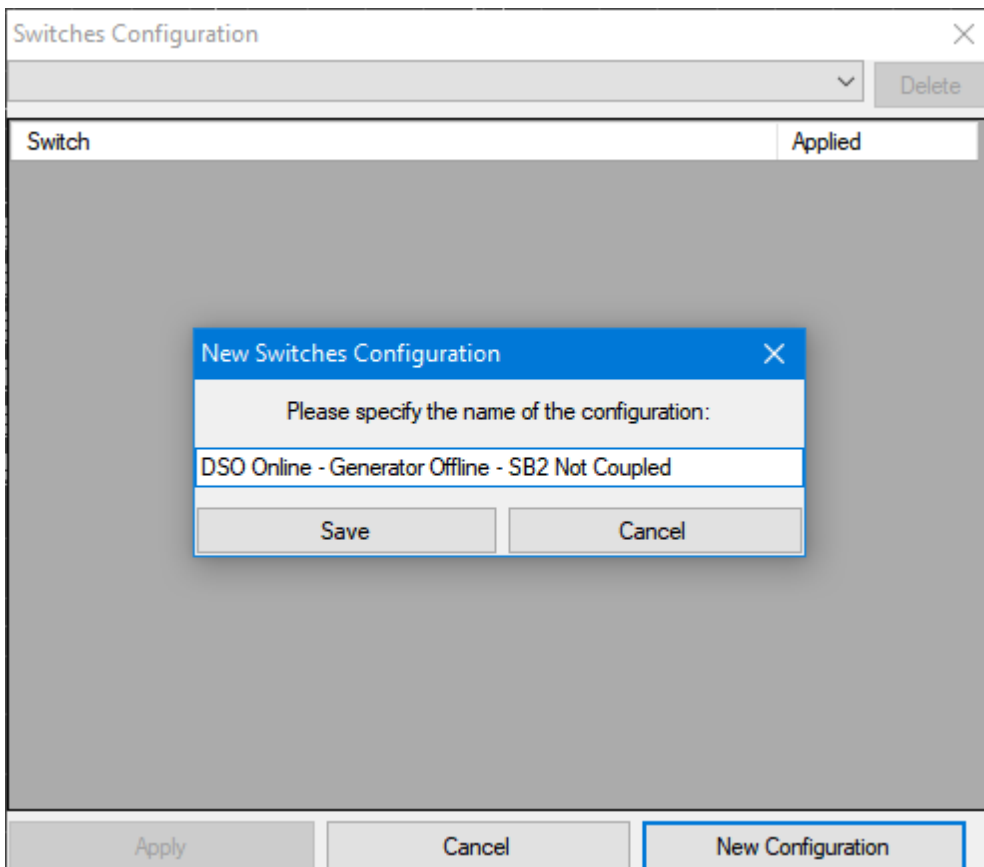 Switches Configuration
Delete
Switch Applied
New Switches Configuration
Please specify the name of the configuration:
DSO Online - Generator Offline - SB2 Not Coupled
Save Cancel
Apply Cancel New Configuration